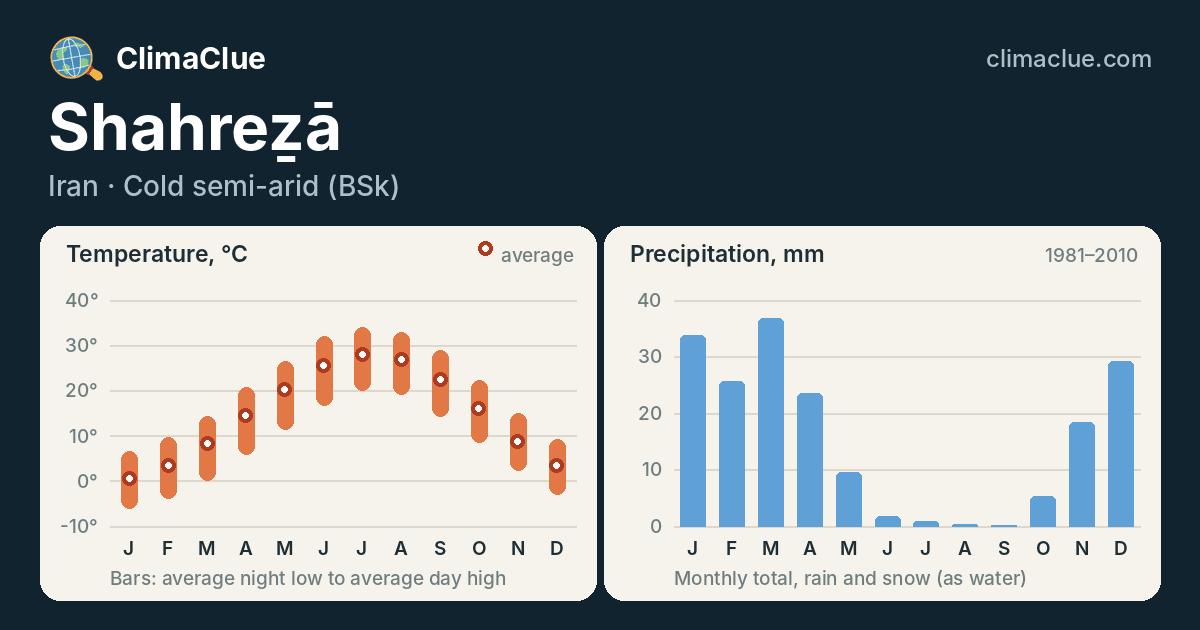 ClimaClue
climaclue.com
Shahreẕā
Iran · Cold semi-arid (BSk)
Temperature, °C
average
40°
30°
20°
10°
0°
-10°
J F M A M J J A S O N D
Bars: average night low to average day high
Precipitation, mm
1981–2010
40
30
20
10
0
J F M A M J J A S O N D
Monthly total, rain and snow (as water)